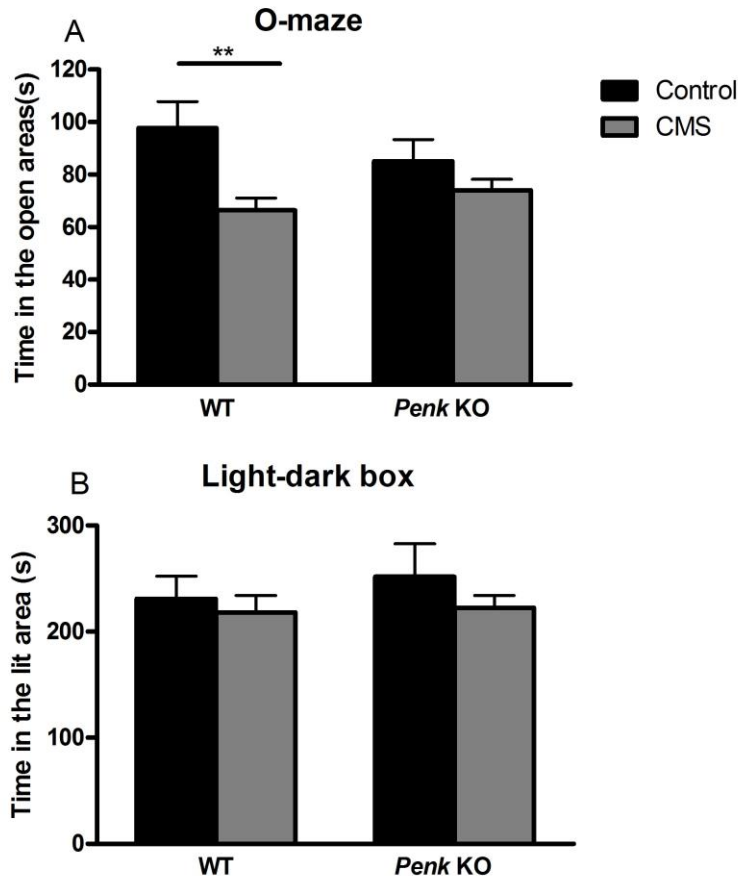 A
O-maze
**
Time in the open areas(s)
120
100
80
60
40
20
0
WT
Penk KO
Control
CMS
B
Light-dark box
Time in the lit area (s)
300
200
100
0
WT
Penk KO